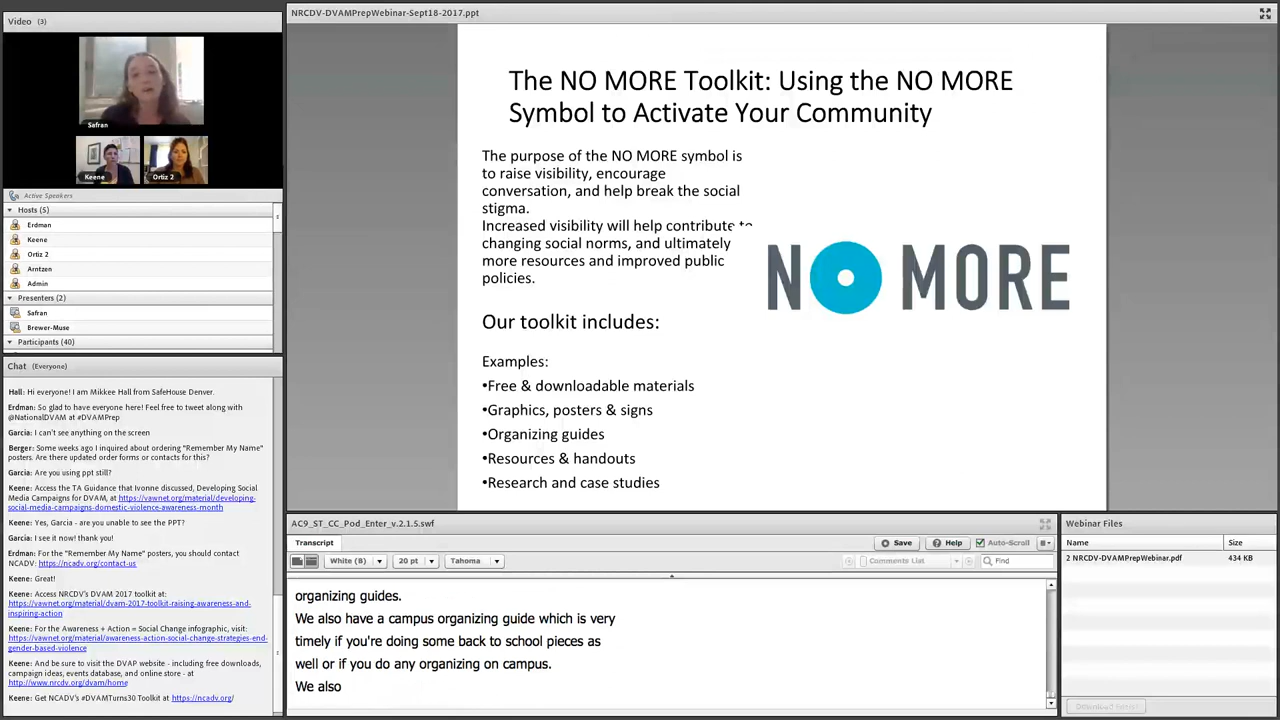 NRCDV-DVAMPrepWebinar-Sept18-2017.ppt
Video (3)
Safran
Keene
Ortiz 2
Active Speakers
Hosts (5)
Erdman
Keene
Ortiz 2
Arntzen
Admin
Presenters (2)
Safran
Brewer-Muse
Participants (40)
Chat (Everyone)
Hall: Hi everyone! I am Mikkee Hall from SafeHouse Denver.
Erdman: So glad to have everyone here! Feel free to tweet along with
@NationalDVAM at #DVAMPrep
Garcia: I can't see anything on the screen
Berger: Some weeks ago I inquired about ordering "Remember My Name"
posters. Are there updated order forms or contacts for this?
Garcia: Are you using ppt still?
Keene: Access the TA Guidance that Ivonne discussed, Developing Social
Media Campaigns for DVAM, at https://vawnet.org/material/developing-
social-media-campaigns-domestic-violence-awareness-month
Keene: Yes, Garcia - are you unable to see the PPT?
Garcia: I see it now! thank you!
Erdman: For the "Remember My Name" posters, you should contact
NCADV: https://ncadv.org/contact-us
Keene: Great!
Keene: Access NRCDV's DVAM 2017 toolkit at:
https://vawnet.org/material/dvam-2017-toolkit-raising-awareness-and-
inspiring-action
Keene: For the Awareness + Action = Social Change infographic, visit:
https://vawnet.org/material/awareness-action-social-change-strategies-end-
gender-based-violence
Keene: And be sure to visit the DVAP website - including free downloads,
campaign ideas, events database, and online store - at
http://www.nrcdv.org/dvam/home
Keene: Get NCADV's #DVAMTurns30 Toolkit at https://ncadv.org/
The NO MORE Toolkit: Using the NO MORE
Symbol to Activate Your Community
The purpose of the NO MORE symbol is
to raise visibility, encourage
conversation, and help break the social
stigma.
Increased visibility will help contribute to
changing social norms, and ultimately
more resources and improved public
policies.
NO MORE
Our toolkit includes:
Examples:
•Free & downloadable materials
•Graphics, posters & signs
•Organizing guides
•Resources & handouts
•Research and case studies
AC9_ST_CC_Pod_Enter_v.2.1.5.swf
Transcript
Save
Help
Auto-Scroll
White (B)
20 pt
Tahoma
Comments List
Find
organizing guides.
We also have a campus organizing guide which is very
timely if you're doing some back to school pieces as
well or if you do any organizing on campus.
We also
Webinar Files
Name Size
2 NRCDV-DVAMPrepWebinar.pdf 434 KB
Download File(s)